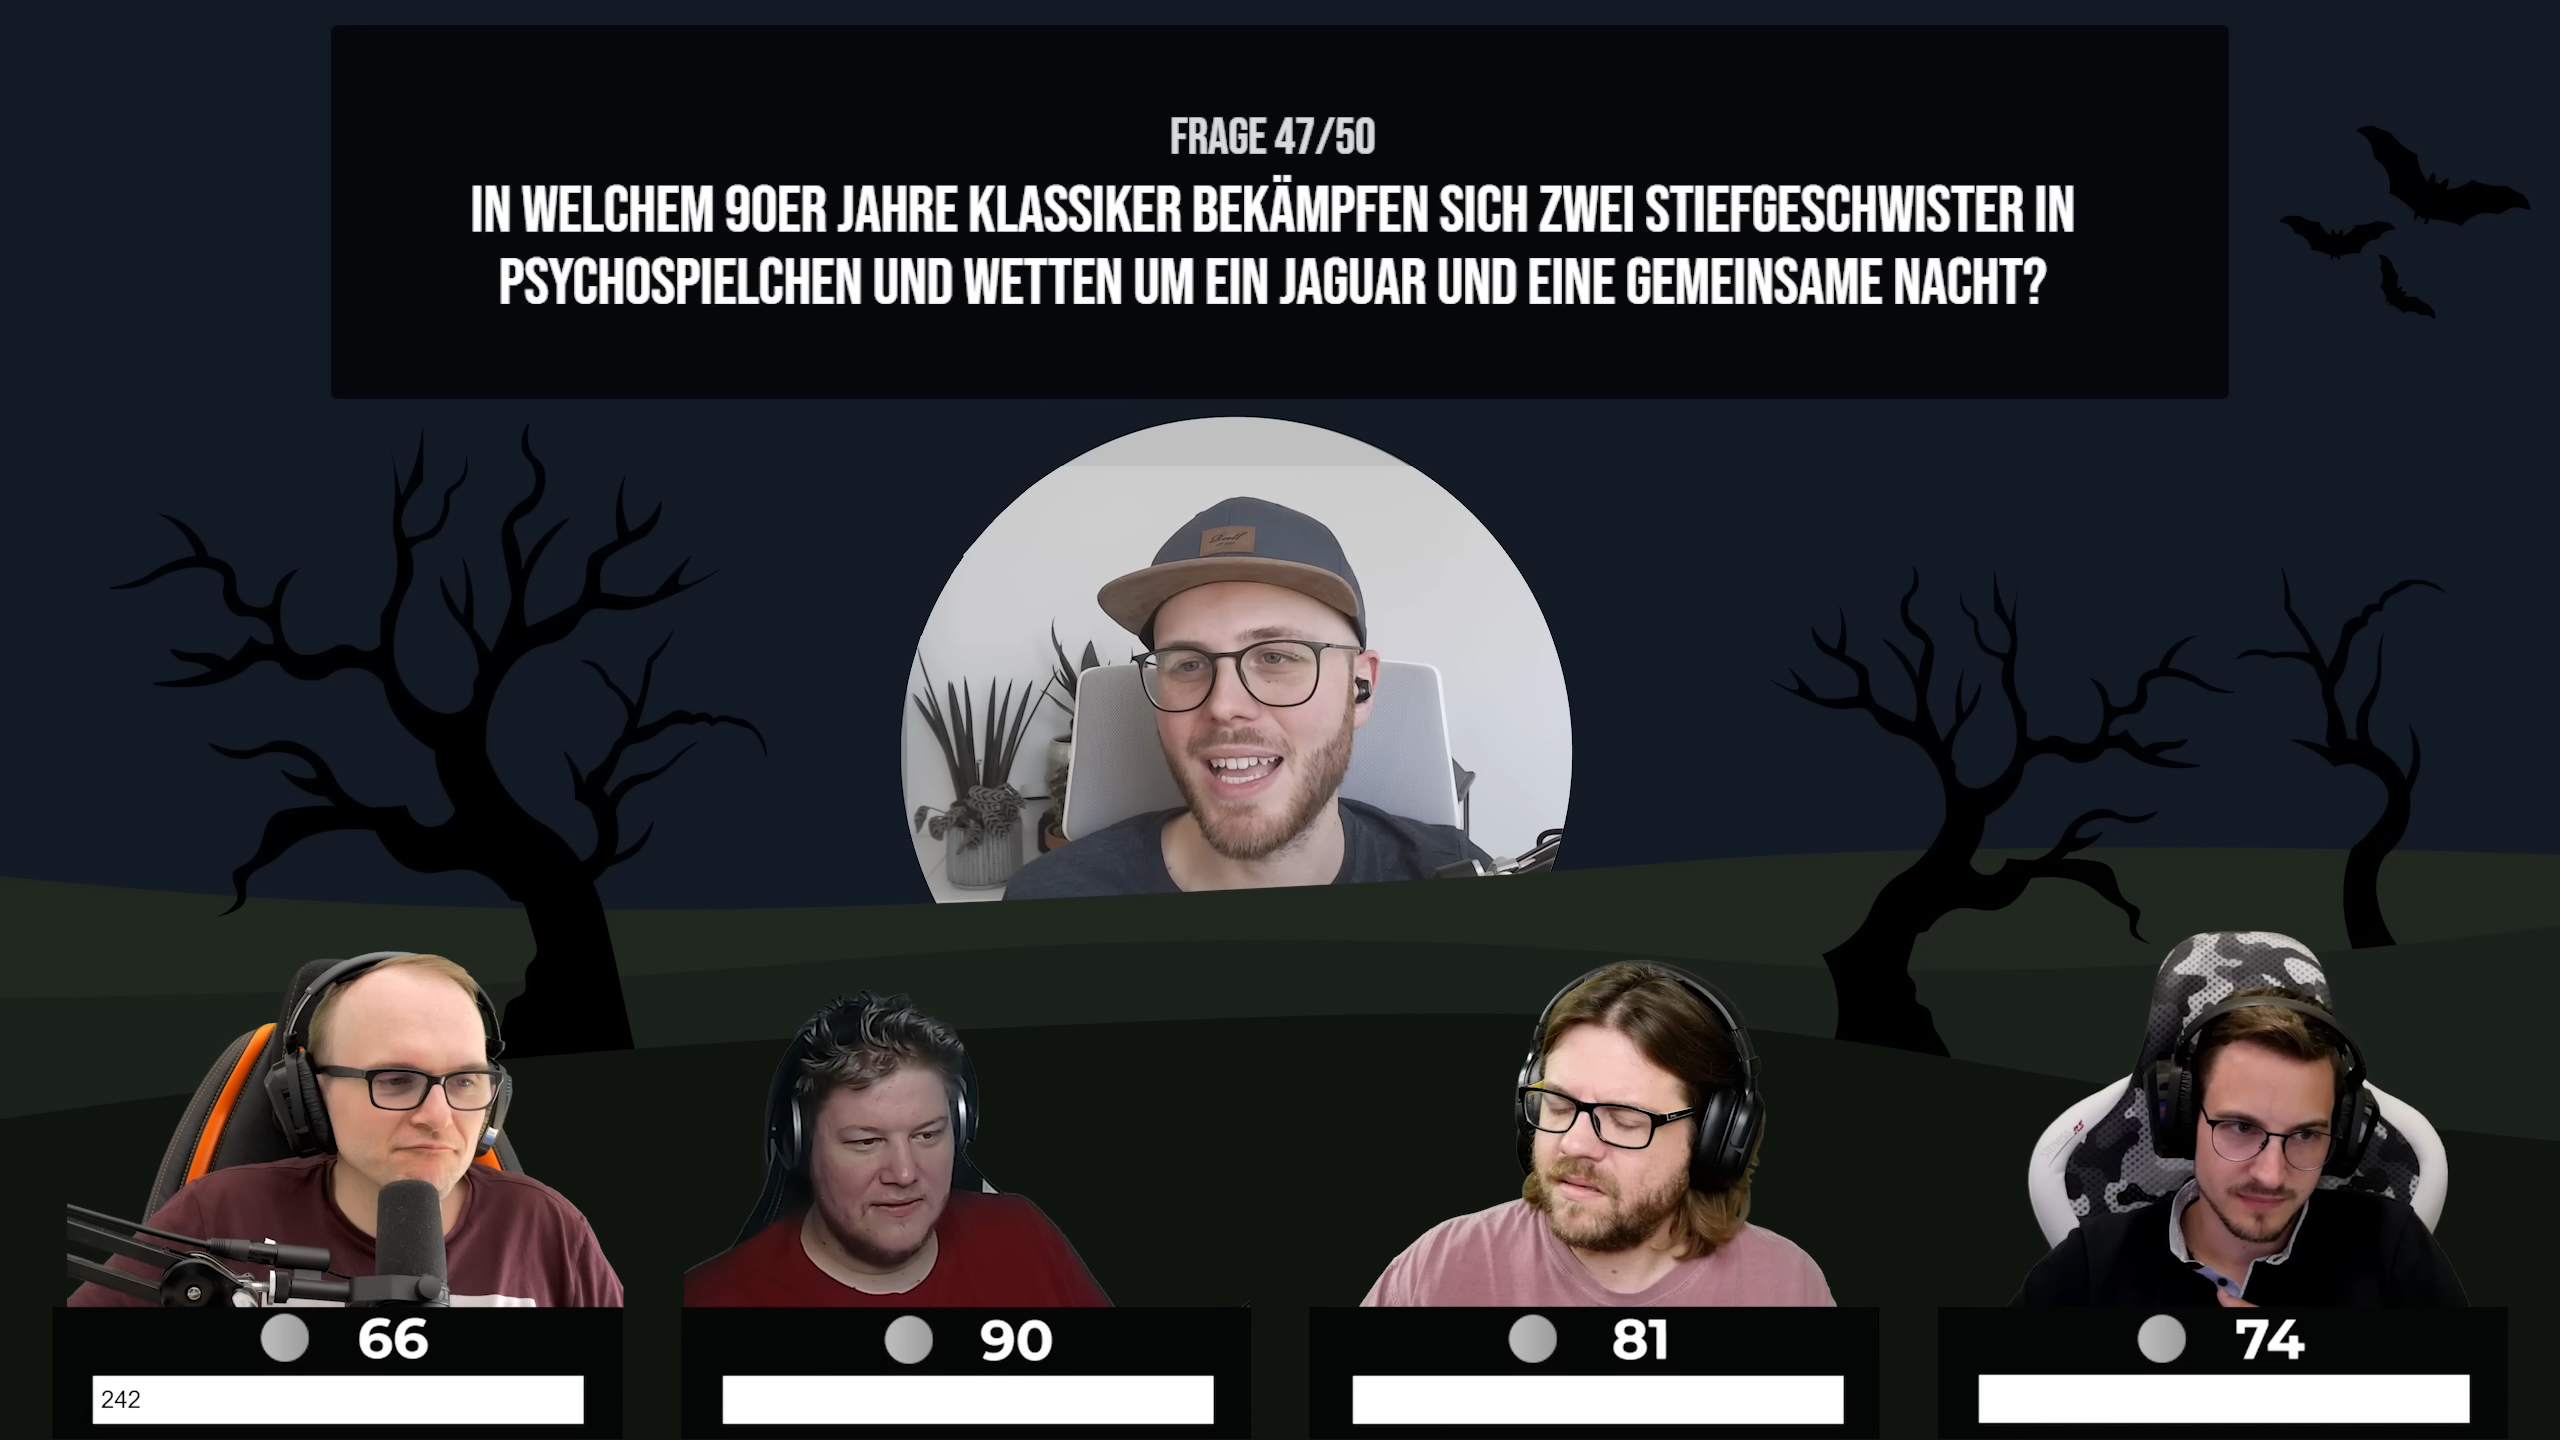 FRAGE 47/50
IN WELCHEM 90ER JAHRE KLASSIKER BEKÄMPFEN SICH ZWEI STIEFGESCHWISTER IN
PSYCHOSPIELCHEN UND WETTEN UM EIN JAGUAR UND EINE GEMEINSAME NACHT?
66
90
81
74
242